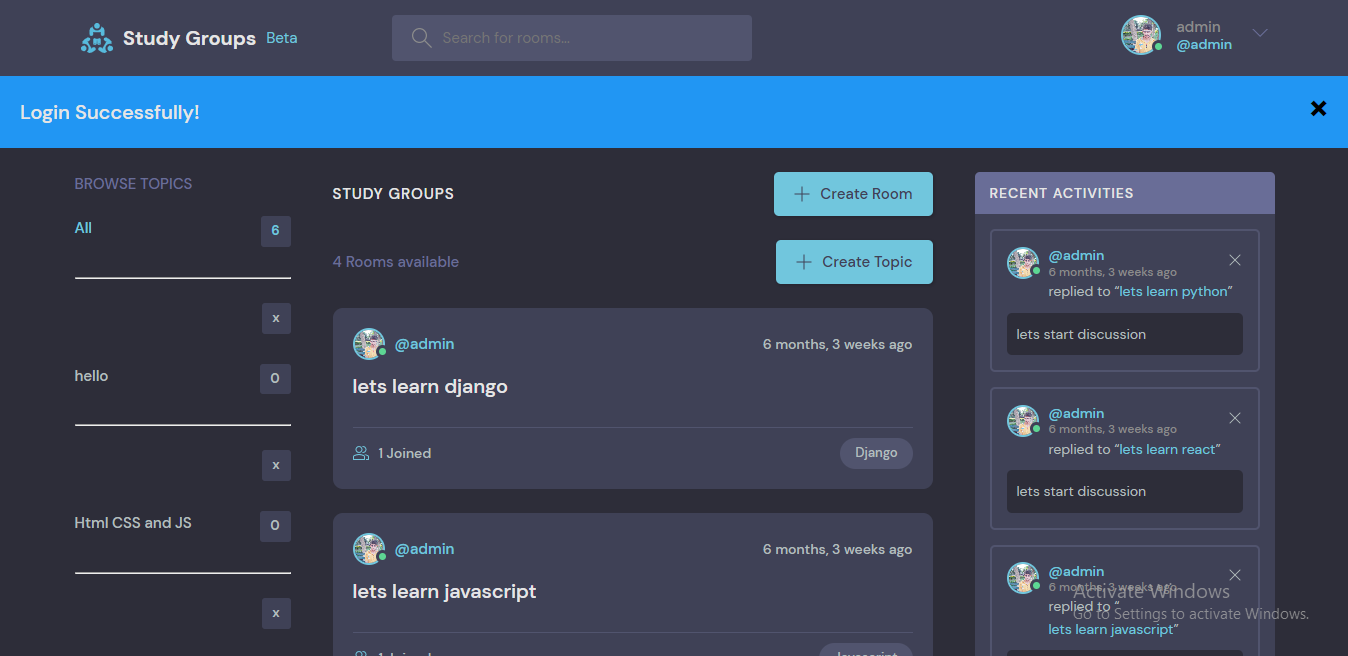 Study Groups Beta
Search for rooms...
admin
@admin
Login Successfully!
BROWSE TOPICS
All 6
x
hello 0
x
Html CSS and JS 0
x
STUDY GROUPS
Create Room
4 Rooms available
Create Topic
@admin 6 months, 3 weeks ago
lets learn django
1 Joined Django
@admin 6 months, 3 weeks ago
lets learn javascript
1 Joined Javascript
RECENT ACTIVITIES
@admin
6 months, 3 weeks ago
replied to “lets learn python”
lets start discussion
@admin
6 months, 3 weeks ago
replied to “lets learn react”
lets start discussion
@admin
6 months, 3 weeks ago
replied to “
lets learn javascript”
Activate Windows
Go to Settings to activate Windows.